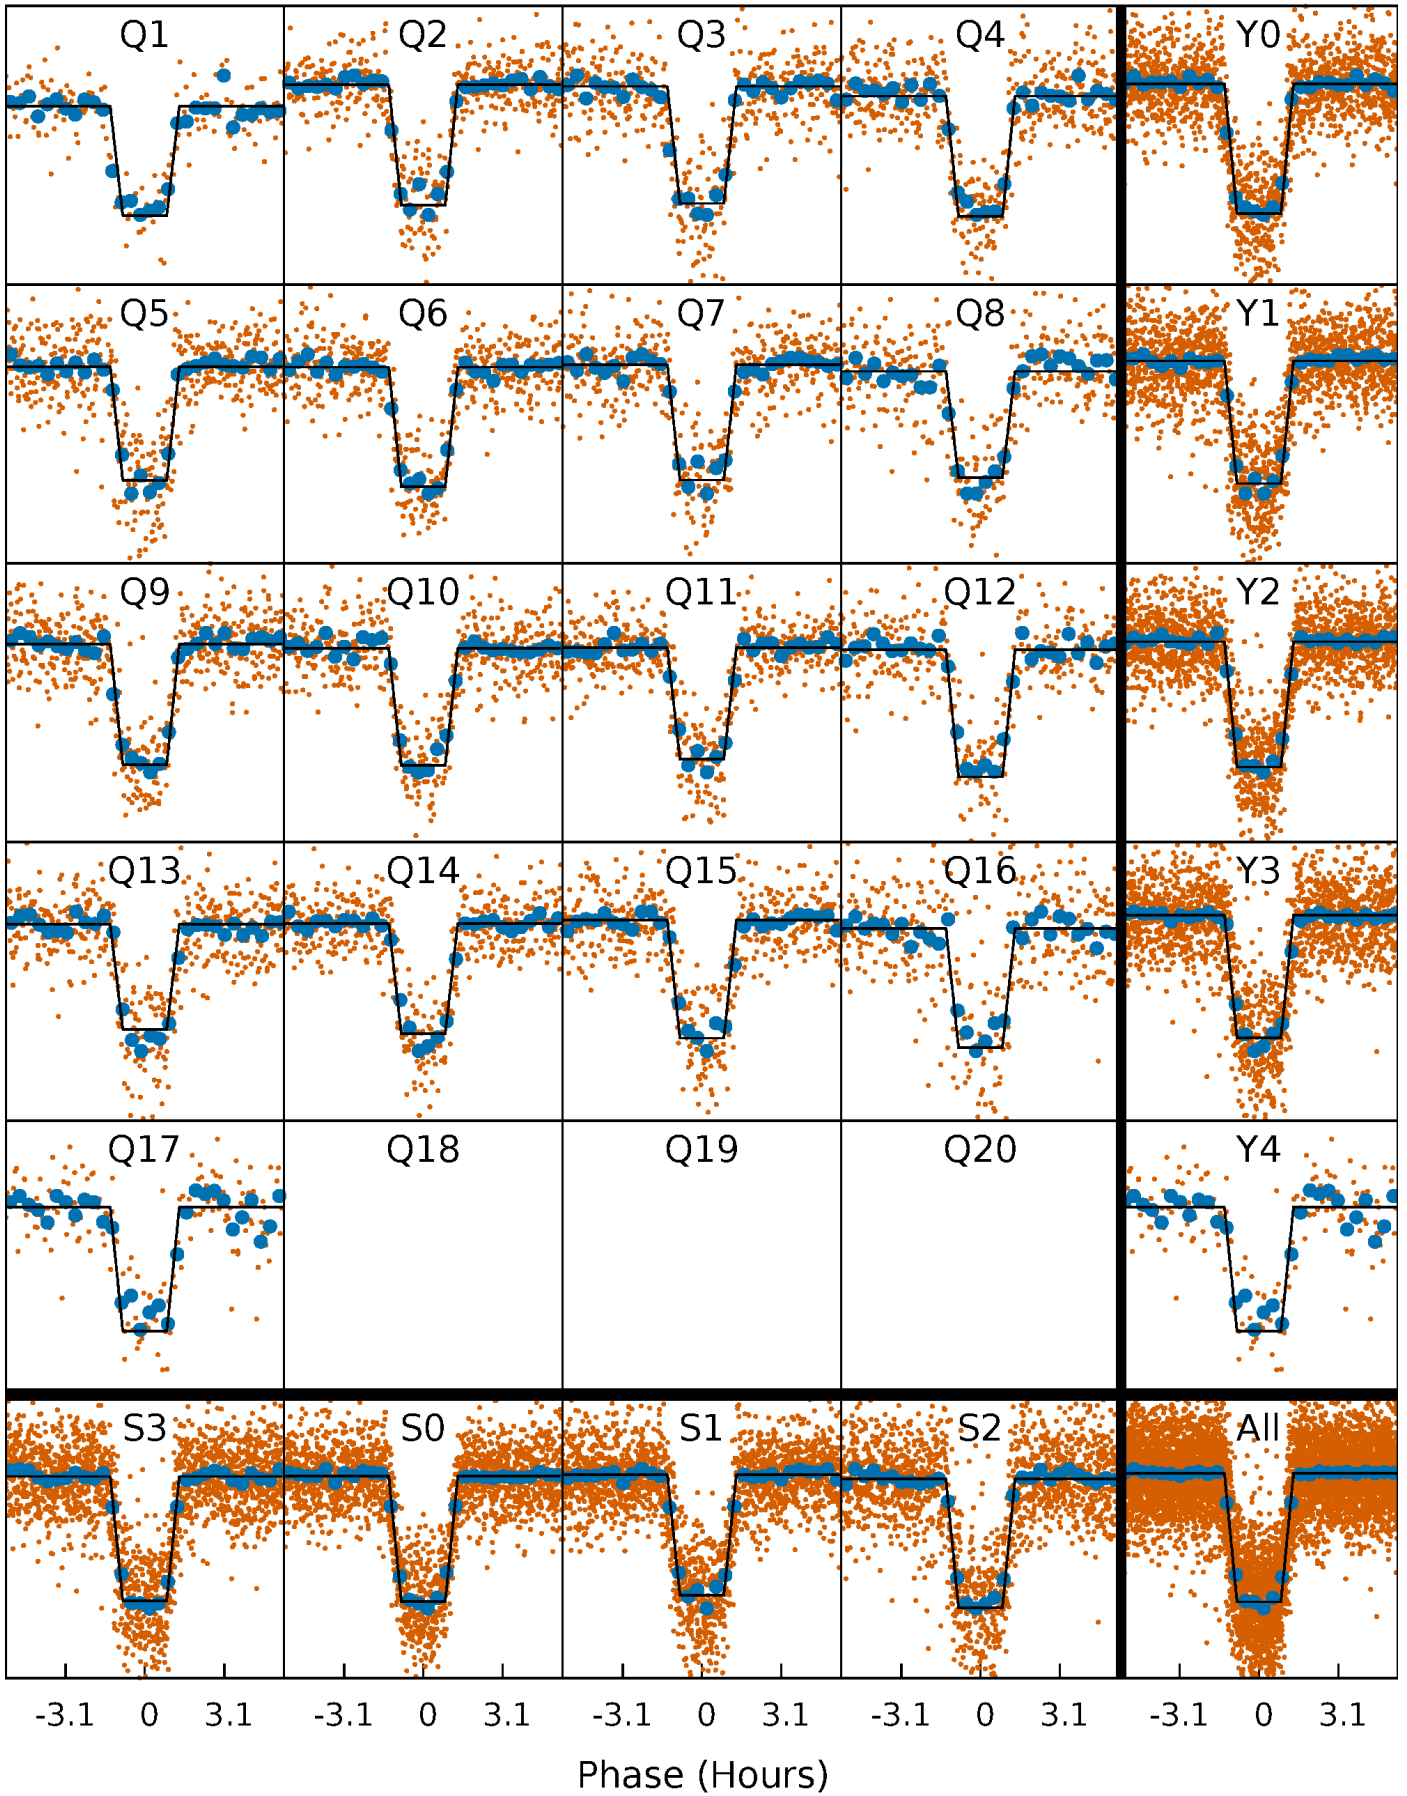 Q1 Q2 Q3 Q4 Y0
Q5 Q6 Q7 Q8 Y1
Q9 Q10 Q11 Q12 Y2
Q13 Q14 Q15 Q16 Y3
Q17 Q18 Q19 Q20 Y4
S3 S0 S1 S2 All
-3.1 0 3.1 -3.1 0 3.1 -3.1 0 3.1 -3.1 0 3.1 -3.1 0 3.1
Phase (Hours)